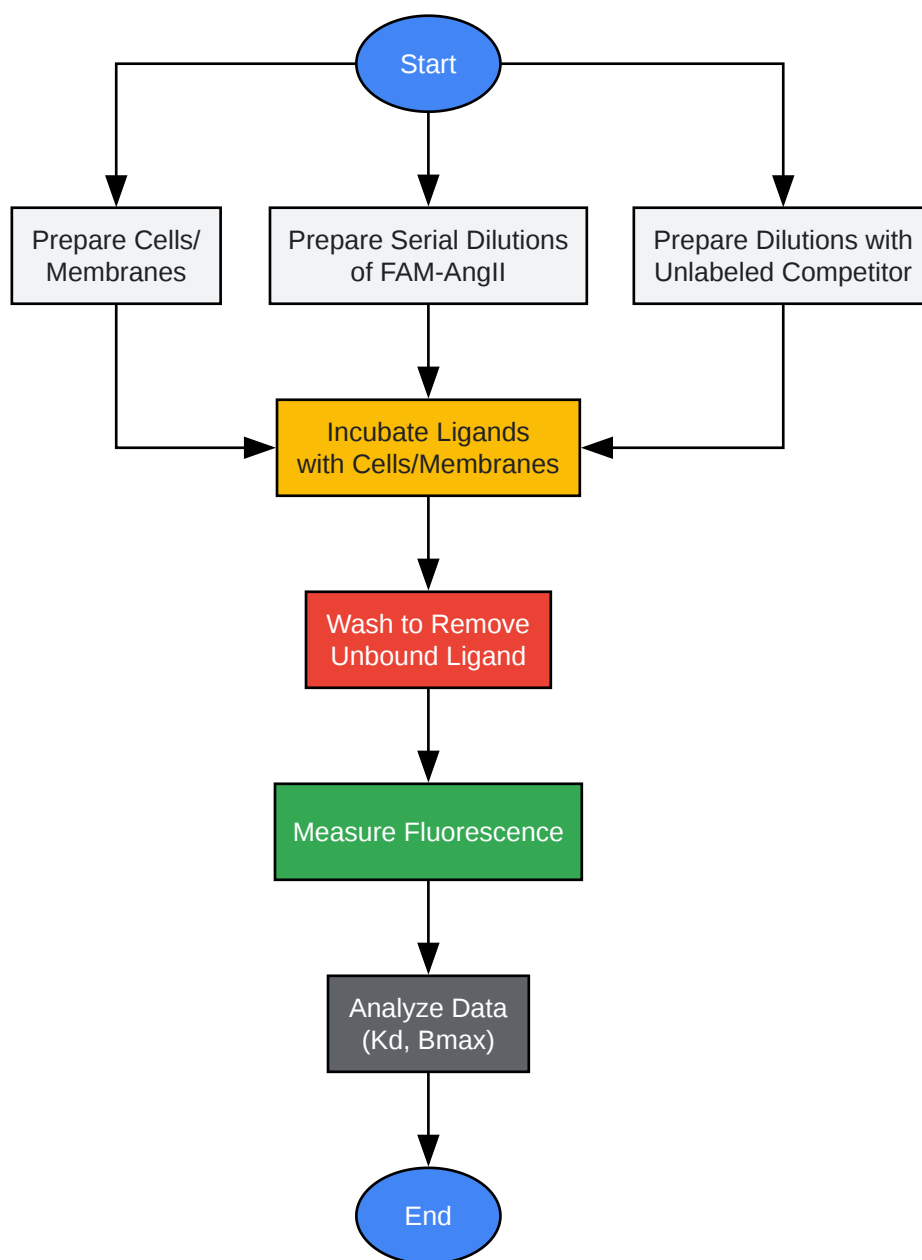 Start
Prepare Cells/
Membranes
Prepare Serial Dilutions
of FAM-AngII
Prepare Dilutions with
Unlabeled Competitor
Incubate Ligands
with Cells/Membranes
Wash to Remove
Unbound Ligand
Measure Fluorescence
Analyze Data
(Kd, Bmax)
End